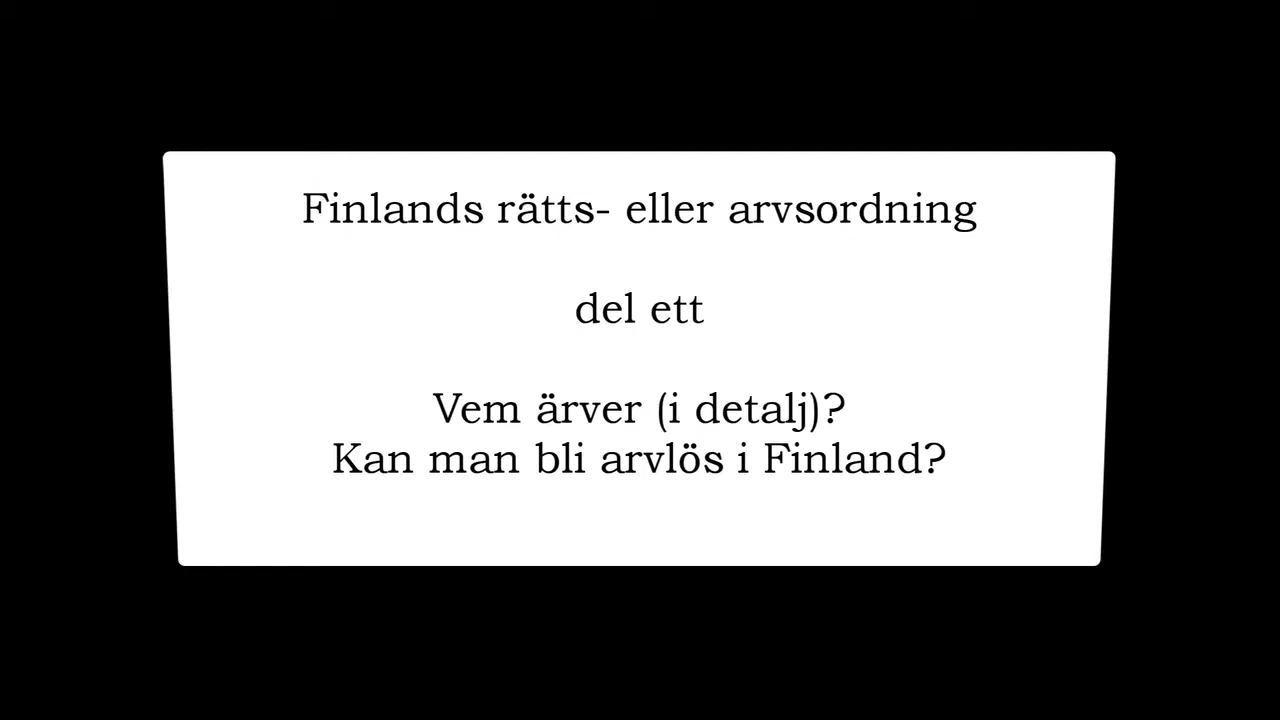 Finlands rätts- eller arvsordning
del ett
Vem ärver (i detalj)?
Kan man bli arvlös i Finland?